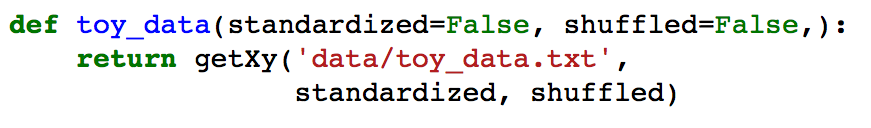 def toy_data(standardized=False, shuffled=False,):
    return getXy('data/toy_data.txt',
                 standardized, shuffled)